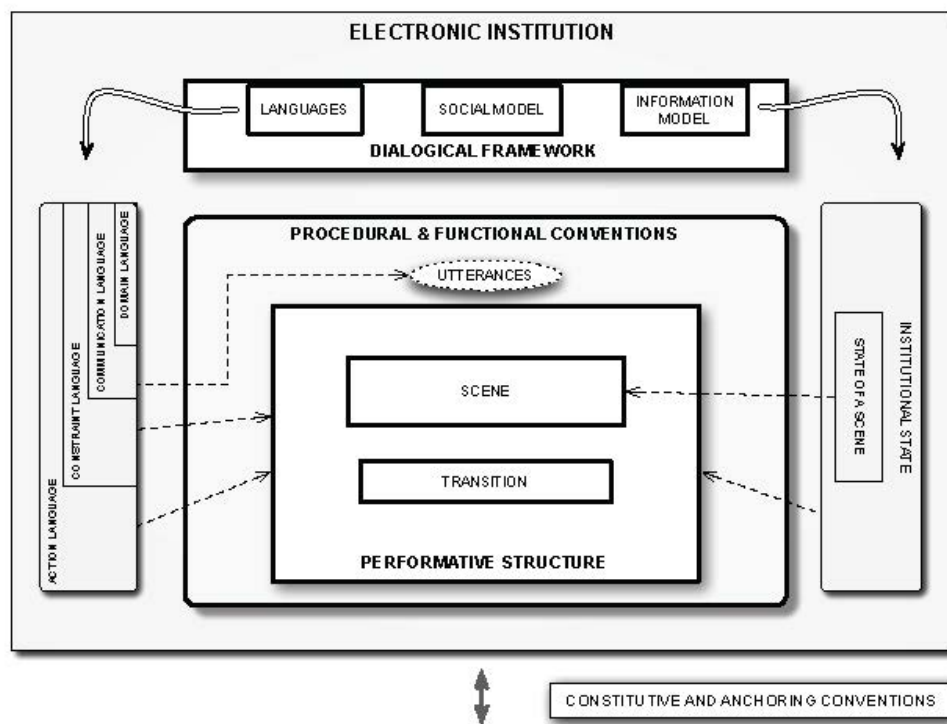 ELECTRONIC INSTITUTION
LANGUAGES
SOCIAL MODEL
INFORMATION
MODEL
DIALOGICAL FRAMEWORK
ACTION LANGUAGE
CONSTRAINT LANGUAGE
COMMUNICATION LANGUAGE
DOMAIN LANGUAGE
PROCEDURAL & FUNCTIONAL CONVENTIONS
UTTERANCES
SCENE
TRANSITION
PERFORMATIVE STRUCTURE
STATE OF A SCENE
INSTITUTIONAL STATE
CONSTITUTIVE AND ANCHORING CONVENTIONS